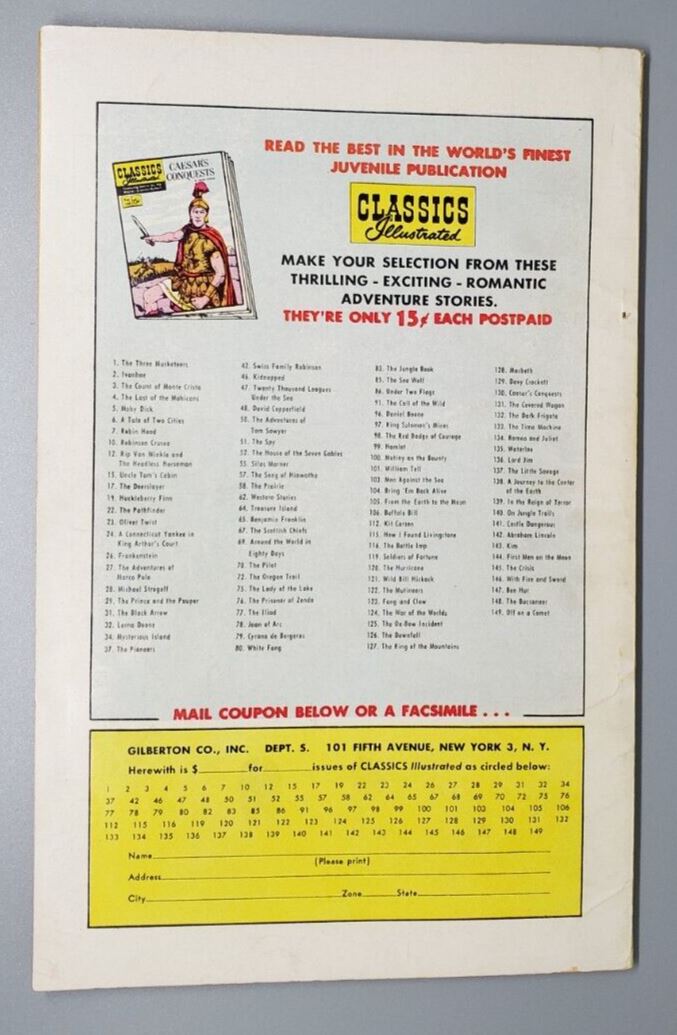 CLASSICS
Illustrated
CAESAR'S
CONQUESTS
READ THE BEST IN THE WORLD'S FINEST
JUVENILE PUBLICATION
CLASSICS
Illustrated
MAKE YOUR SELECTION FROM THESE
THRILLING - EXCITING - ROMANTIC
ADVENTURE STORIES.
THEY'RE ONLY 15¢ EACH POSTPAID
1. The Three Musketeers
2. Ivanhoe
3. The Count of Monte Cristo
4. The Last of the Mohicans
5. Moby Dick
6. A Tale of Two Cities
7. Robin Hood
10. Robinson Crusoe
12. Rip Van Winkle and
The Headless Horseman
15. Uncle Tom's Cabin
17. The Deerslayer
19. Huckleberry Finn
22. The Pathfinder
23. Oliver Twist
24. A Connecticut Yankee in
King Arthur's Court
26. Frankenstein
27. The Adventures of
Marco Polo
28. Michael Strogoff
29. The Prince and the Pauper
31. The Black Arrow
32. Lorna Doone
34. Mysterious Island
37. The Pioneers
42. Swiss Family Robinson
46. Kidnapped
47. Twenty Thousand Leagues
Under the Sea
48. David Copperfield
50. The Adventures of
Tom Sawyer
51. The Spy
52. The House of the Seven Gables
55. Silas Marner
57. The Song of Hiawatha
58. The Prairie
62. Western Stories
64. Treasure Island
65. Benjamin Franklin
67. The Scottish Chiefs
69. Around the World in
Eighty Days
70. The Pilot
72. The Oregon Trail
75. The Lady of the Lake
76. The Prisoner of Zenda
77. The Iliad
78. Joan of Arc
79. Cyrano de Bergerac
80. White Fang
83. The Jungle Book
85. The Sea Wolf
86. Under Two Flags
91. The Call of the Wild
96. Daniel Boone
97. King Solomon's Mines
98. The Red Badge of Courage
99. Hamlet
100. Mutiny on the Bounty
101. William Tell
103. Men Against the Sea
104. Bring 'Em Back Alive
105. From the Earth to the Moon
106. Buffalo Bill
112. Kit Carson
115. How I Found Livingstone
116. The Bottle Imp
119. Soldiers of Fortune
120. The Hurricane
121. Wild Bill Hickock
122. The Mutineers
123. Fang and Claw
124. The War of the Worlds
125. The Ox-Bow Incident
126. The Downfall
127. The King of the Mountains
128. Macbeth
129. Davy Crockett
130. Caesar's Conquests
131. The Covered Wagon
132. The Dark Frigate
133. The Time Machine
134. Romeo and Juliet
135. Waterloo
136. Lord Jim
137. The Little Savage
138. A Journey to the Center
of the Earth
139. In the Reign of Terror
140. On Jungle Trails
141. Castle Dangerous
142. Abraham Lincoln
143. Kim
144. First Men on the Moon
145. The Crisis
146. With Fire and Sword
147. Ben Hur
148. The Buccaneer
149. Off on a Comet
MAIL COUPON BELOW OR A FACSIMILE . . .
GILBERTON CO., INC. DEPT. S. 101 FIFTH AVENUE, NEW YORK 3, N. Y.
Herewith is $ for issues of CLASSICS Illustrated as circled below:
1 2 3 4 5 6 7 10 12 15 17 19 22 23 24 26 27 28 29 31 32 34
37 42 46 47 48 50 51 52 55 57 58 62 64 65 67 68 69 70 72 75 76
77 78 79 80 82 83 85 86 91 96 97 98 99 100 101 103 104 105 106
112 115 116 119 120 121 122 123 124 125 126 127 128 129 130 131 132
133 134 135 136 137 138 139 140 141 142 143 144 145 146 147 148 149
Name
(Please print)
Address
City Zone State